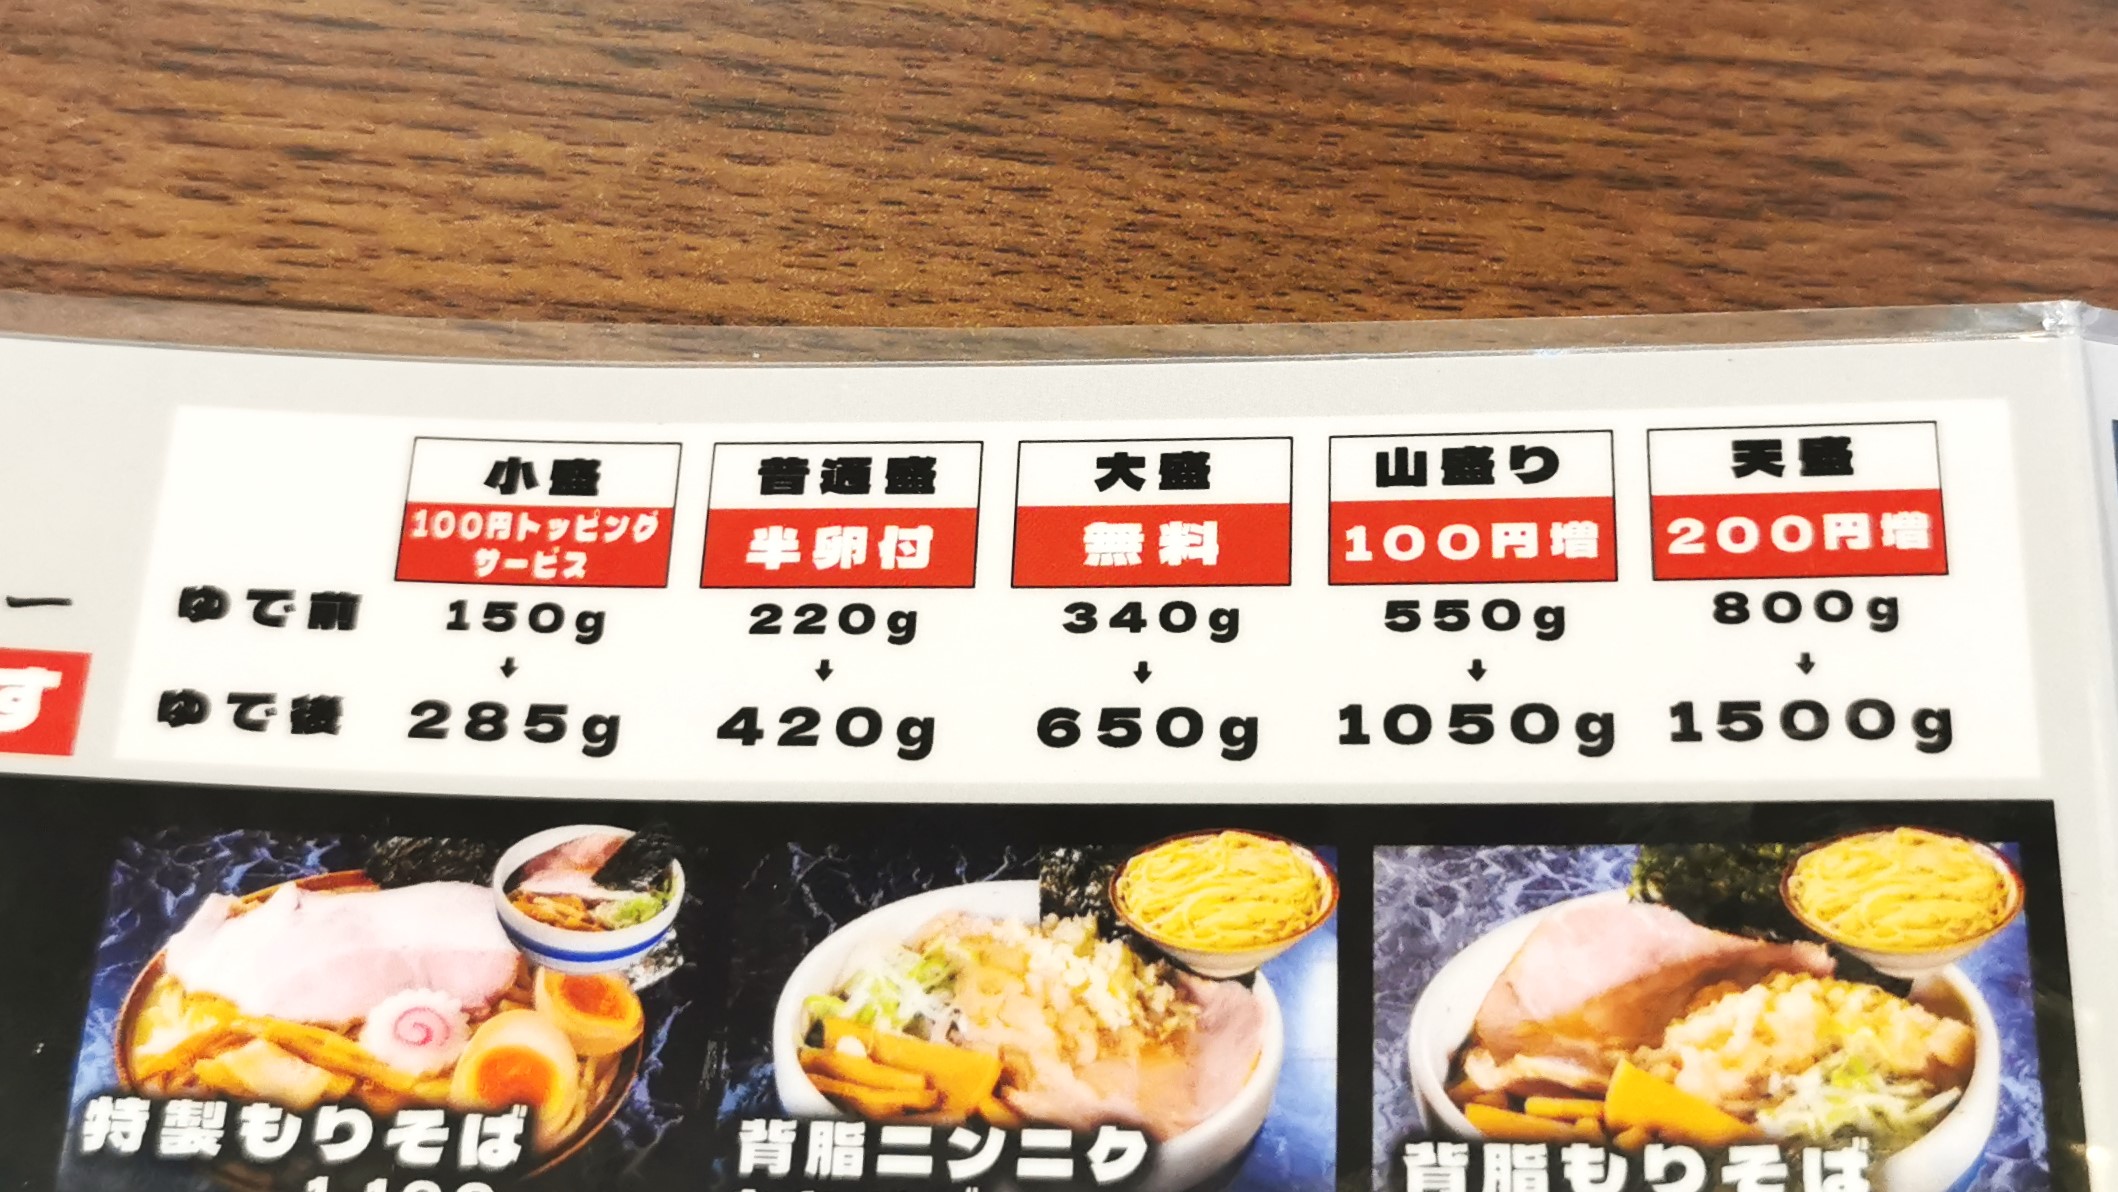 小盛 普通盛 大盛 山盛り 天盛
100円トッピング
サービス
半卵付 無料 100円増 200円増
ゆで前 150g 220g 340g 550g 800g
↓ ↓ ↓ ↓ ↓
ゆで後 285g 420g 650g 1050g 1500g
ー
す
特製もりそば
背脂ニンニク
背脂もりそば